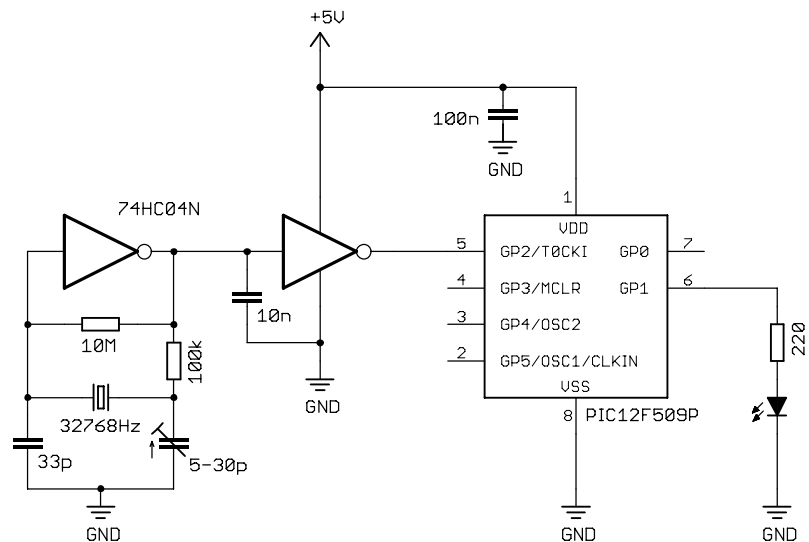 +5V
100n
GND
74HC04N
1
VDD
5
GP2/T0CKI
GP0
7
4
GP3/MCLR
GP1
6
10n
3
GP4/OSC2
10M
100k
220
2
GP5/OSC1/CLKIN
VSS
GND
32768Hz
8
PIC12F509P
33p
5-30p
GND
GND
GND